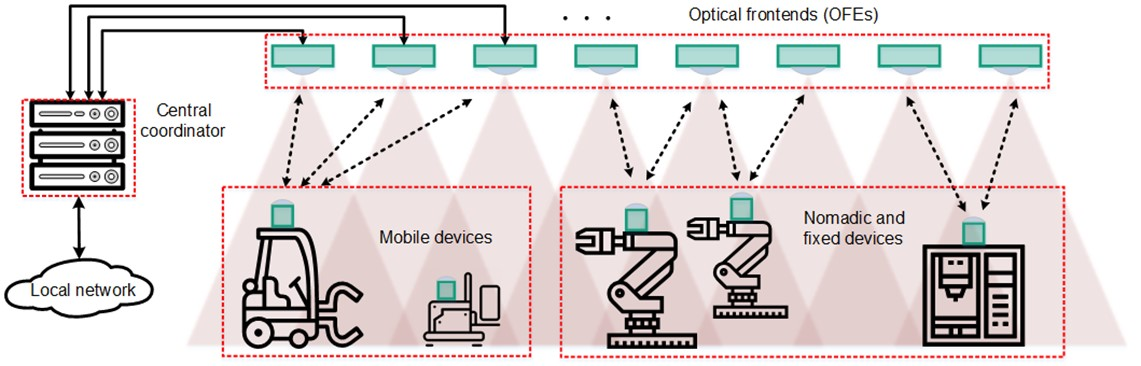 . . .
Optical frontends (OFEs)
Central
coordinator
Mobile devices
Nomadic and
fixed devices
Local network